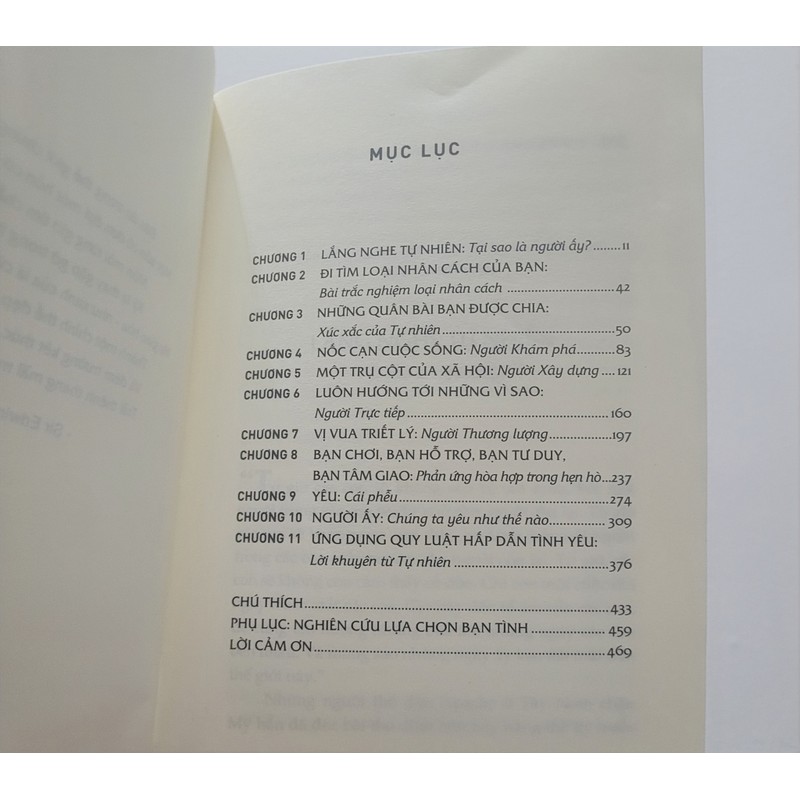 MỤC LỤC
CHƯƠNG 1 LẮNG NGHE TỰ NHIÊN: Tại sao là người ấy?........11
CHƯƠNG 2 ĐI TÌM LOẠI NHÂN CÁCH CỦA BẠN:
Bài trắc nghiệm loại nhân cách ........................42
CHƯƠNG 3 NHỮNG QUÂN BÀI BẠN ĐƯỢC CHIA:
Xúc xắc của Tự nhiên....................................50
CHƯƠNG 4 NỐC CẠN CUỘC SỐNG: Người Khám phá..........83
CHƯƠNG 5 MỘT TRỤ CỘT CỦA XÃ HỘI: Người Xây dựng.....121
CHƯƠNG 6 LUÔN HƯỚNG TỚI NHỮNG VÌ SAO:
Người Trực tiếp..........................................160
CHƯƠNG 7 VỊ VUA TRIẾT LÝ: Người Thương lượng.............197
CHƯƠNG 8 BẠN CHƠI, BẠN HỖ TRỢ, BẠN TƯ DUY,
BẠN TÂM GIAO: Phản ứng hòa hợp trong hẹn hò...237
CHƯƠNG 9 YÊU: Cái phễu...........................................274
CHƯƠNG 10 NGƯỜI ẤY: Chúng ta yêu như thế nào............309
CHƯƠNG 11 ỨNG DỤNG QUY LUẬT HẤP DẪN TÌNH YÊU:
Lời khuyên từ Tự nhiên ................................376
CHÚ THÍCH............................................................433
PHỤ LỤC: NGHIÊN CỨU LỰA CHỌN BẠN TÌNH ...............459
LỜI CẢM ƠN...........................................................469